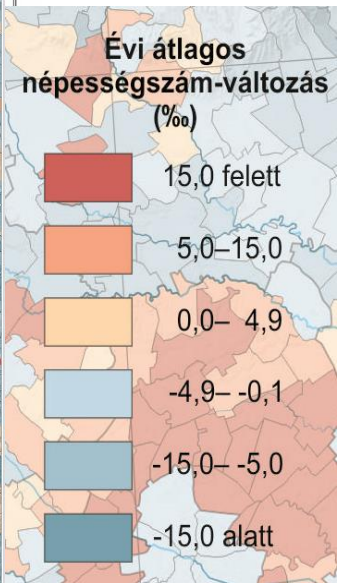 Évi átlagos
népességszám-változás
(‰)
15,0 felett
5,0–15,0
0,0– 4,9
-4,9– -0,1
-15,0– -5,0
-15,0 alatt